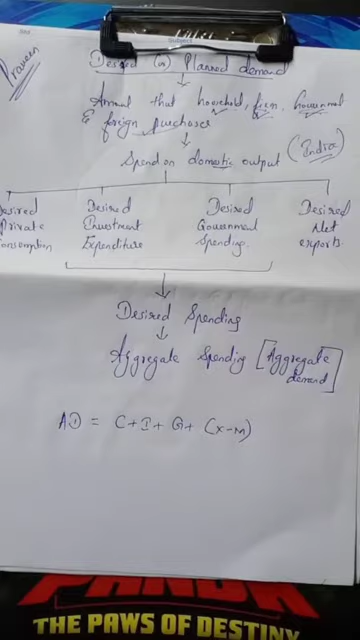 Subject
Praveen
Desired (or) Planned demand
Amount that household, firm, Government
& foreign purchases
Spend on domestic output (India)
Desired Desired Desired Desired
Private Investment Government Net
Consumption Expenditure Spending. exports.
Desired Spending
Aggregate Spending [Aggregate
demand]
AD = C+I+G+ (X-M)
PANDA
THE PAWS OF DESTINY